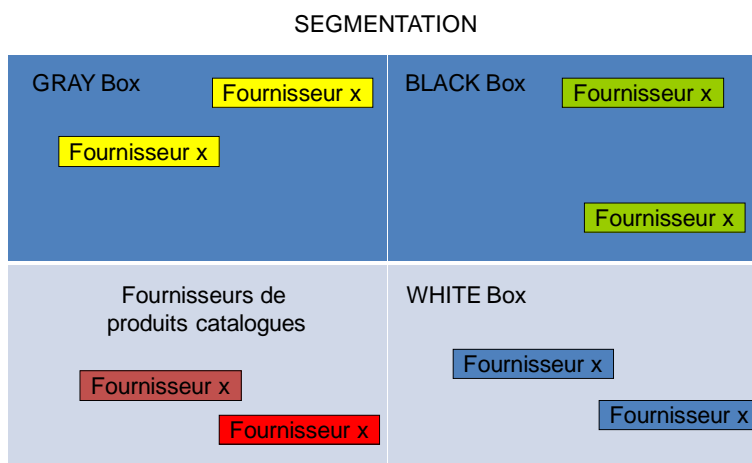 SEGMENTATION
GRAY Box
Fournisseur x
Fournisseur x
BLACK Box
Fournisseur x
Fournisseur x
Fournisseurs de
produits catalogues
Fournisseur x
Fournisseur x
WHITE Box
Fournisseur x
Fournisseur x